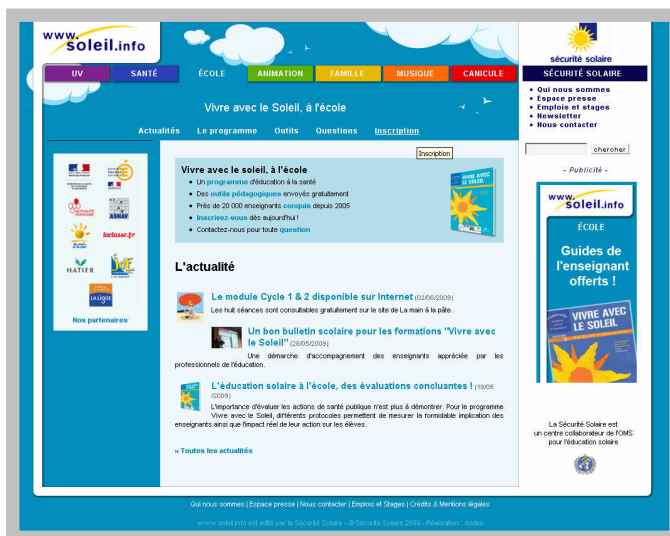 www.
soleil.info
sécurité solaire
UV SANTÉ ÉCOLE ANIMATION FAMILLE MUSIQUE CANICULE
SÉCURITÉ SOLAIRE
• Qui nous sommes
• Espace presse
• Emplois et stages
• Newsletter
• Nous contacter
Vivre avec le Soleil, à l'école
Actualités Le programme Outils Questions Inscription
Inscription
chercher
- Publicité -
Vivre avec le soleil, à l'école
• Un programme d'éducation à la santé
• Des outils pédagogiques envoyés gratuitement
• Près de 20 000 enseignants conquis depuis 2005
• Inscrivez-vous dès aujourd'hui !
• Contactez-nous pour toute question
VIVRE AVEC
LE SOLEIL
ASNAV
laclasse.fr
HATIER
LA LIGUE
Nos partenaires
L'actualité
Le module Cycle 1 & 2 disponible sur Internet (02/06/2009)
Les huit séances sont consultables gratuitement sur le site de La main à la pâte.
Un bon bulletin scolaire pour les formations "Vivre avec
le Soleil" (28/05/2009)
Une démarche d'accompagnement des enseignants appréciée par les
professionnels de l'éducation.
L'éducation solaire à l'école, des évaluations concluantes ! (19/05
/2009)
L'importance d'évaluer les actions de santé publique n'est plus à démontrer. Pour le programme
Vivre avec le Soleil, différents protocoles permettent de mesurer la formidable implication des
enseignants ainsi que l'impact réel de leur action sur les élèves.
» Toutes les actualités
www.
soleil.info
ÉCOLE
Guides de
l'enseignant
offerts !
VIVRE AVEC
LE SOLEIL
La Sécurité Solaire est
un centre collaborateur de l'OMS
pour l'éducation solaire
Qui nous sommes | Espace presse | Nous contacter | Emplois et Stages | Crédits & Mentions légales
www.soleil.info est édité par la Sécurité Solaire - © Sécurité Solaire 2009 - Réalisation : nodeo